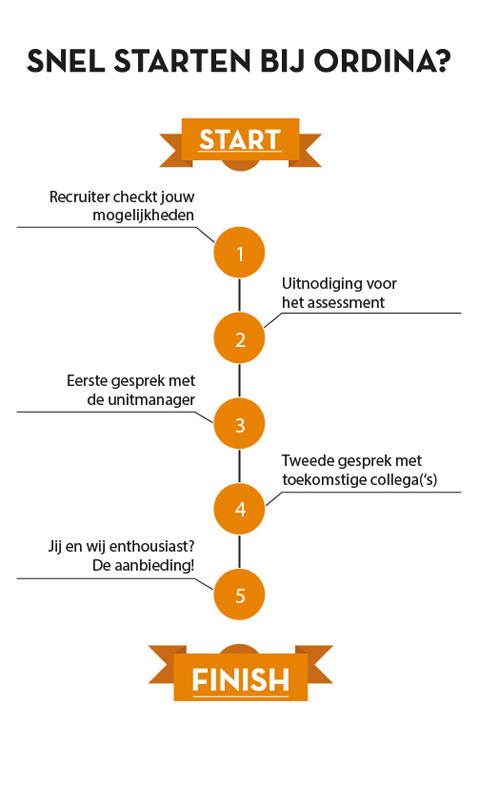 SNEL STARTEN BIJ ORDINA?
START
Recruiter checkt jouw
mogelijkheden
1
Uitnodiging voor
het assessment
2
Eerste gesprek met
de unitmanager
3
Tweede gesprek met
toekomstige collega(‘s)
4
Jij en wij enthousiast?
De aanbieding!
5
FINISH